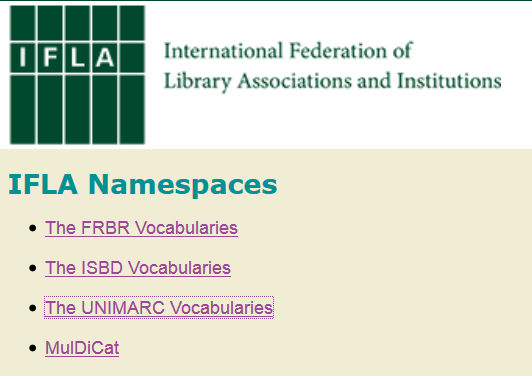 IFLA
International Federation of
Library Associations and Institutions
IFLA Namespaces
The FRBR Vocabularies
The ISBD Vocabularies
The UNIMARC Vocabularies
MulDiCat